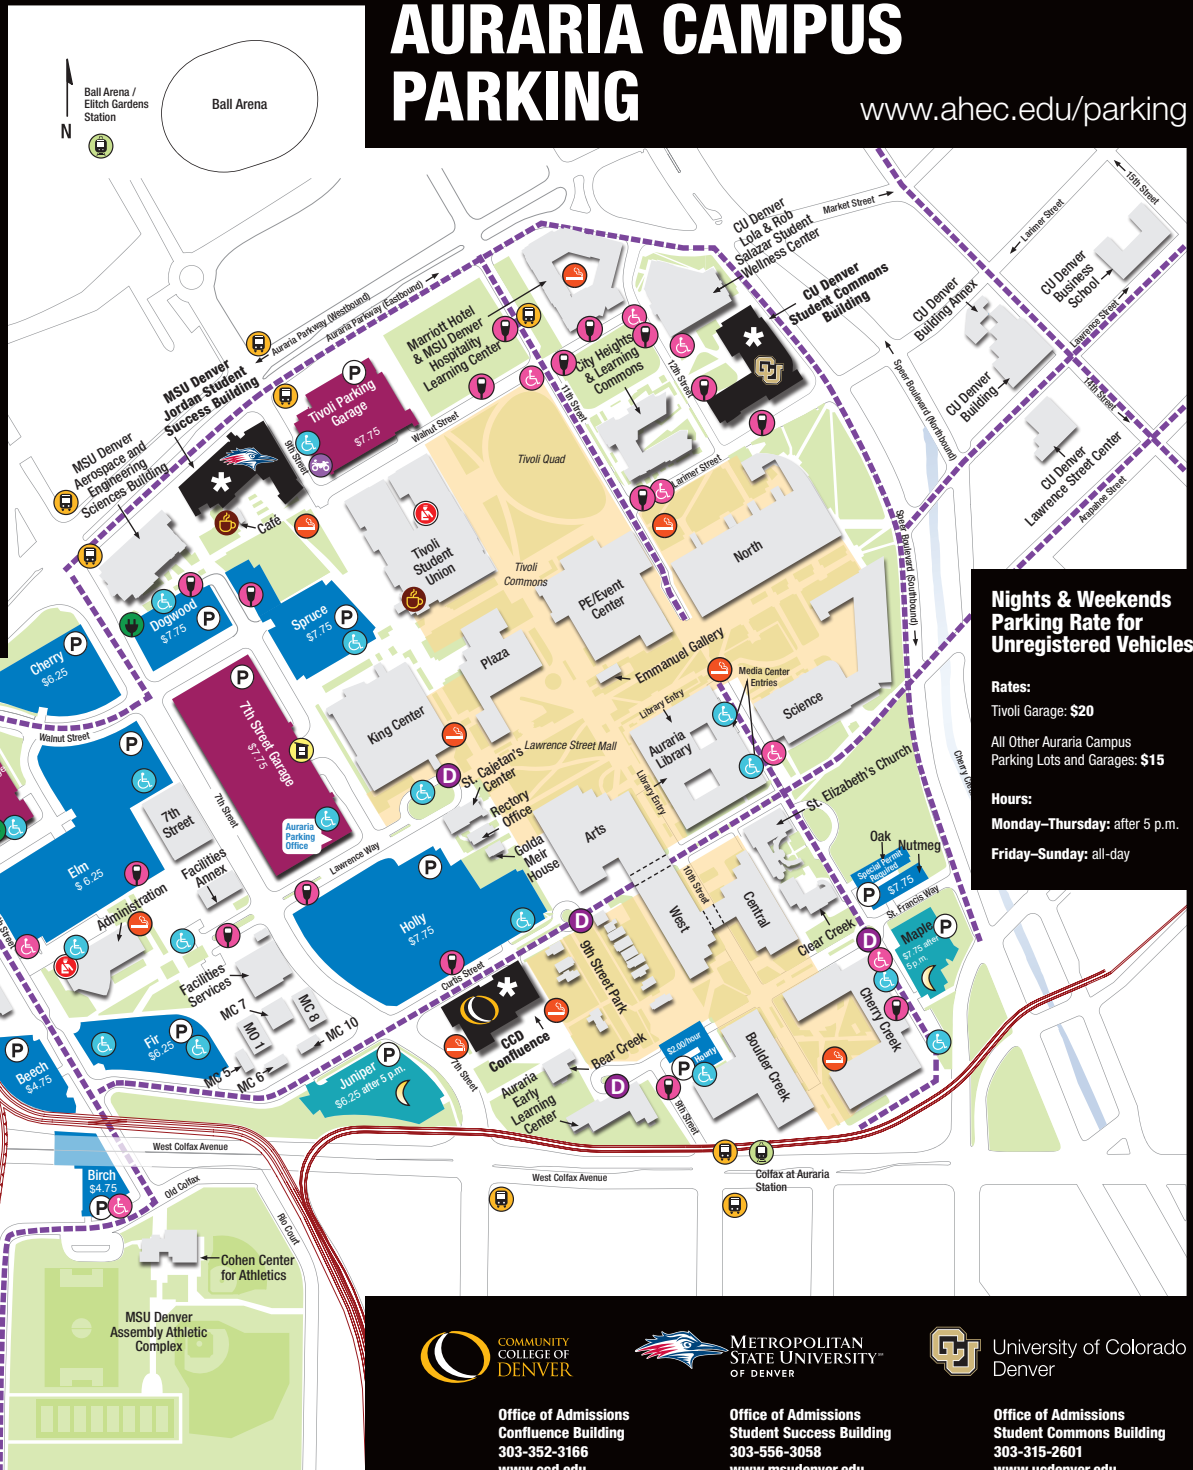 AURARIA CAMPUS
PARKING
www.ahec.edu/parking
Ball Arena /
Elitch Gardens
Station
N
Ball Arena
CU Denver
Lola & Rob
Salazar Student
Wellness Center
Market Street
15th Street
Larimer Street
CU Denver
Business
School
Lawrence Street
CU Denver
Building Annex
CU Denver
Student Commons
Building
CU Denver
Building
14th Street
CU Denver
Lawrence Street Center
Arapahoe Street
Speer Boulevard (Northbound)
Speer Boulevard (Southbound)
Auraria Parkway (Westbound)
Auraria Parkway (Eastbound)
Marriott Hotel
& MSU Denver
Hospitality
Learning Center
City Heights
& Learning
Commons
12th Street
11th Street
Walnut Street
Larimer Street
MSU Denver
Jordan Student
Success Building
MSU Denver
Aerospace and
Engineering
Sciences Building
P
Tivoli Parking
Garage
$7.75
9th Street
Café
Tivoli Quad
Tivoli
Student
Union
Tivoli
Commons
PE/Event
Center
North
Dogwood
$7.75
P
Spruce
$7.75
P
Cherry
$6.25
P
Plaza
Emmanuel Gallery
Media Center
Entries
Library Entry
Auraria
Library
Library Entry
Science
King Center
Lawrence Street Mall
P
7th Street Garage
$7.75
Walnut Street
P
7th Street
7th
Street
Auraria
Parking
Office
Lawrence Way
D
St. Cajetan's
Center
Rectory
Office
Golda
Meir
House
Arts
St. Elizabeth's Church
Cherry Cree
Oak
Nutmeg
Special Permit
Required
$7.75
P
St. Francis Way
Elm
$ 6.25
Facilities
Annex
Administration
P
Holly
$7.75
Curtis Street
D
10th Street
West
Central
Clear Creek
D
Maple
$7.75 after
5 p.m.
P
Facilities
Services
MC 7
MC 8
MO 1
MC 10
MC 5
MC 6
9th Street Park
CCD
Confluence
Cherry Creek
Fir
$6.25
P
Beech
$4.75
P
Juniper
$6.25 after 5 p.m.
P
7th Street
Bear Creek
Auraria
Early
Learning
Center
D
$2.00/hour
Hourly
P
9th Street
Boulder Creek
West Colfax Avenue
West Colfax Avenue
Colfax at Auraria
Station
Birch
$4.75
P
Old Colfax
Rio Court
Cohen Center
for Athletics
MSU Denver
Assembly Athletic
Complex
Nights & Weekends
Parking Rate for
Unregistered Vehicles
Rates:
Tivoli Garage: $20
All Other Auraria Campus
Parking Lots and Garages: $15
Hours:
Monday–Thursday: after 5 p.m.
Friday–Sunday: all-day
COMMUNITY
COLLEGE OF
DENVER
METROPOLITAN
STATE UNIVERSITY
OF DENVER
CU
University of Colorado
Denver
Office of Admissions
Confluence Building
303-352-3166
www.ccd.edu
Office of Admissions
Student Success Building
303-556-3058
www.msudenver.edu
Office of Admissions
Student Commons Building
303-315-2601
www.ucdenver.edu